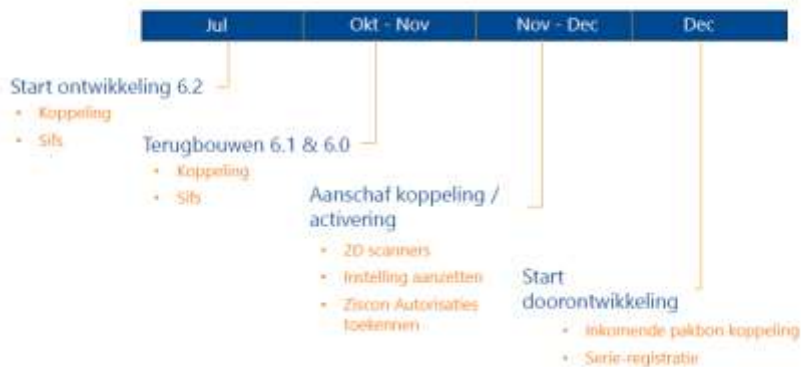 Jul
Okt - Nov
Nov - Dec
Dec
Start ontwikkeling 6.2
Koppeling
Sifs
Terugbouwen 6.1 & 6.0
Koppeling
Sifs
Aanschaf koppeling /
activering
2D scanners
Instelling aanzetten
Ziscon Autorisaties
toekennen
Start
doorontwikkeling
Inkomende pakbon koppeling
Serie-registratie